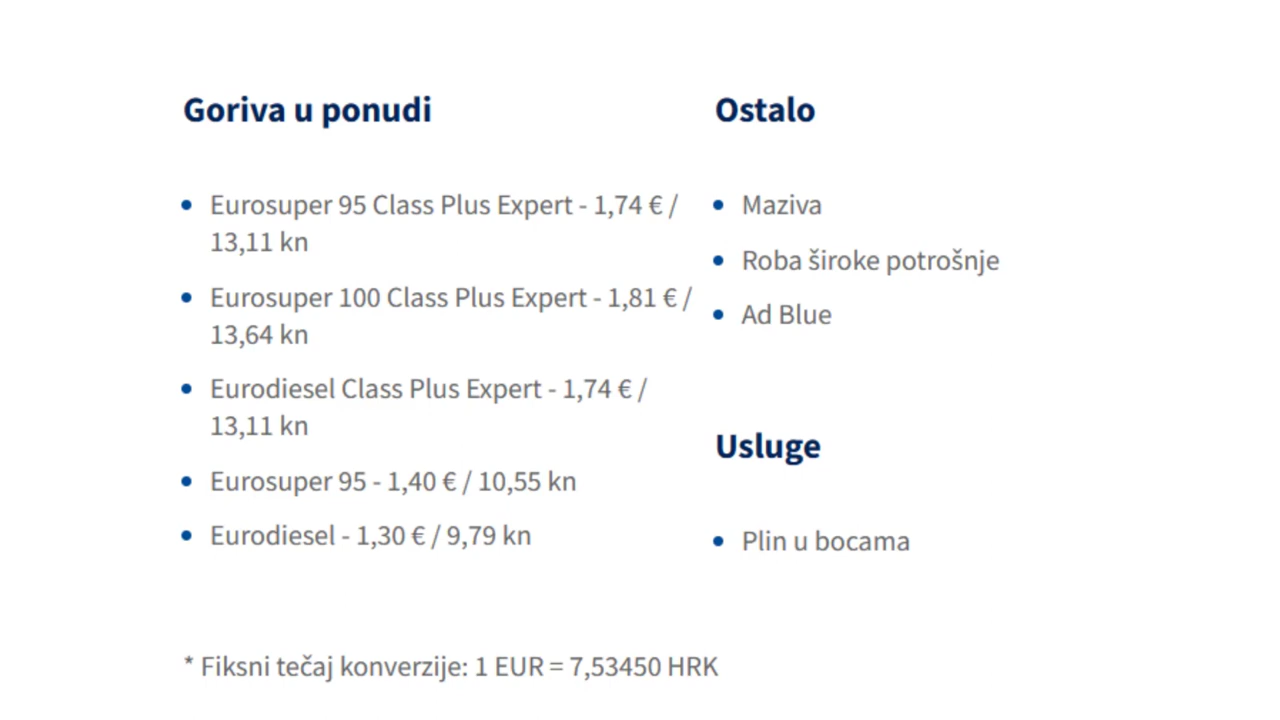 Goriva u ponudi
Eurosuper 95 Class Plus Expert - 1,74 € /
13,11 kn
Eurosuper 100 Class Plus Expert - 1,81 € /
13,64 kn
Eurodiesel Class Plus Expert - 1,74 € /
13,11 kn
Eurosuper 95 - 1,40 € / 10,55 kn
Eurodiesel - 1,30 € / 9,79 kn
Ostalo
Maziva
Roba široke potrošnje
Ad Blue
Usluge
Plin u bocama
* Fiksni tečaj konverzije: 1 EUR = 7,53450 HRK